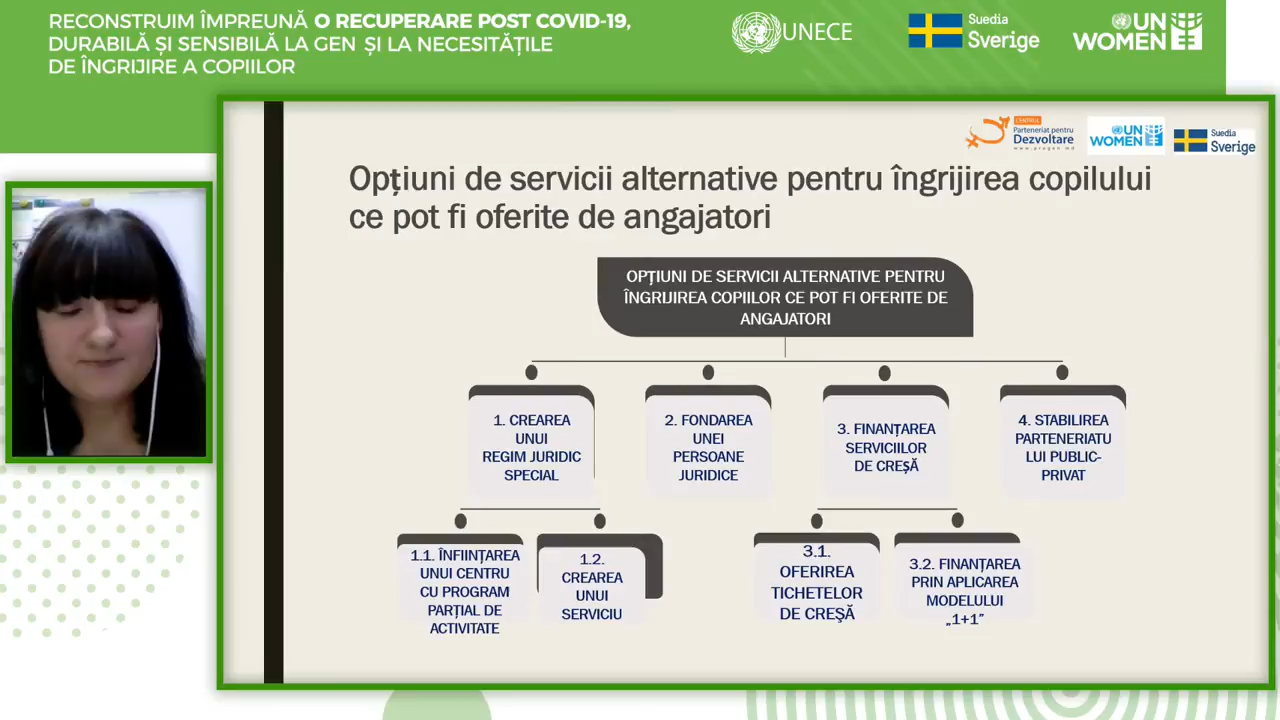 RECONSTRUIM ÎMPREUNĂ O RECUPERARE POST COVID-19,
DURABILĂ ȘI SENSIBILĂ LA GEN ȘI LA NECESITĂȚILE
DE ÎNGRIJIRE A COPIILOR
UNECE
Suedia
Sverige
UN
WOMEN
CENTRUL
Parteneriat pentru
Dezvoltare
www.progen.md
UN
WOMEN
Suedia
Sverige
Opțiuni de servicii alternative pentru îngrijirea copilului
ce pot fi oferite de angajatori
OPȚIUNI DE SERVICII ALTERNATIVE PENTRU
ÎNGRIJIREA COPIILOR CE POT FI OFERITE DE
ANGAJATORI
1. CREAREA
UNUI
REGIM JURIDIC
SPECIAL
2. FONDAREA
UNEI
PERSOANE
JURIDICE
3. FINANȚAREA
SERVICIILOR
DE CREȘĂ
4. STABILIREA
PARTENERIATU
LUI PUBLIC-
PRIVAT
1.1. ÎNFIINȚAREA
UNUI CENTRU
CU PROGRAM
PARȚIAL DE
ACTIVITATE
1.2.
CREAREA
UNUI
SERVICIU
3.1.
OFERIREA
TICHETELOR
DE CREȘĂ
3.2. FINANȚAREA
PRIN APLICAREA
MODELULUI
„1+1”